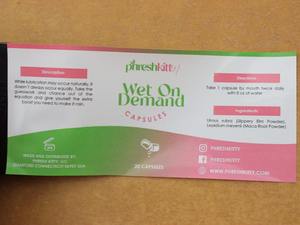 phreshkitty
Wet On
Demand
CAPSULES
20 CAPSULES
Description
While lubrication may occur naturally, it
doesn't always occur equally. Take the
guesswork and chance out of the
equation and give yourself the extra
boost you need to make it rain.
MADE AND DISTRIBUTED BY
PHRESH KITTY, LLC
STAMFORD CONNECTICUT
Directions
Take 1 capsule by mouth twice daily
with 8 oz of water
Ingredients
Ulmus rubra (Slippery Elm Powder),
Lepidium meyenii (Maca Root Powder)
PHRESHKITTY
PHRESHKITTY
WWW.PHRESHKITTY.COM